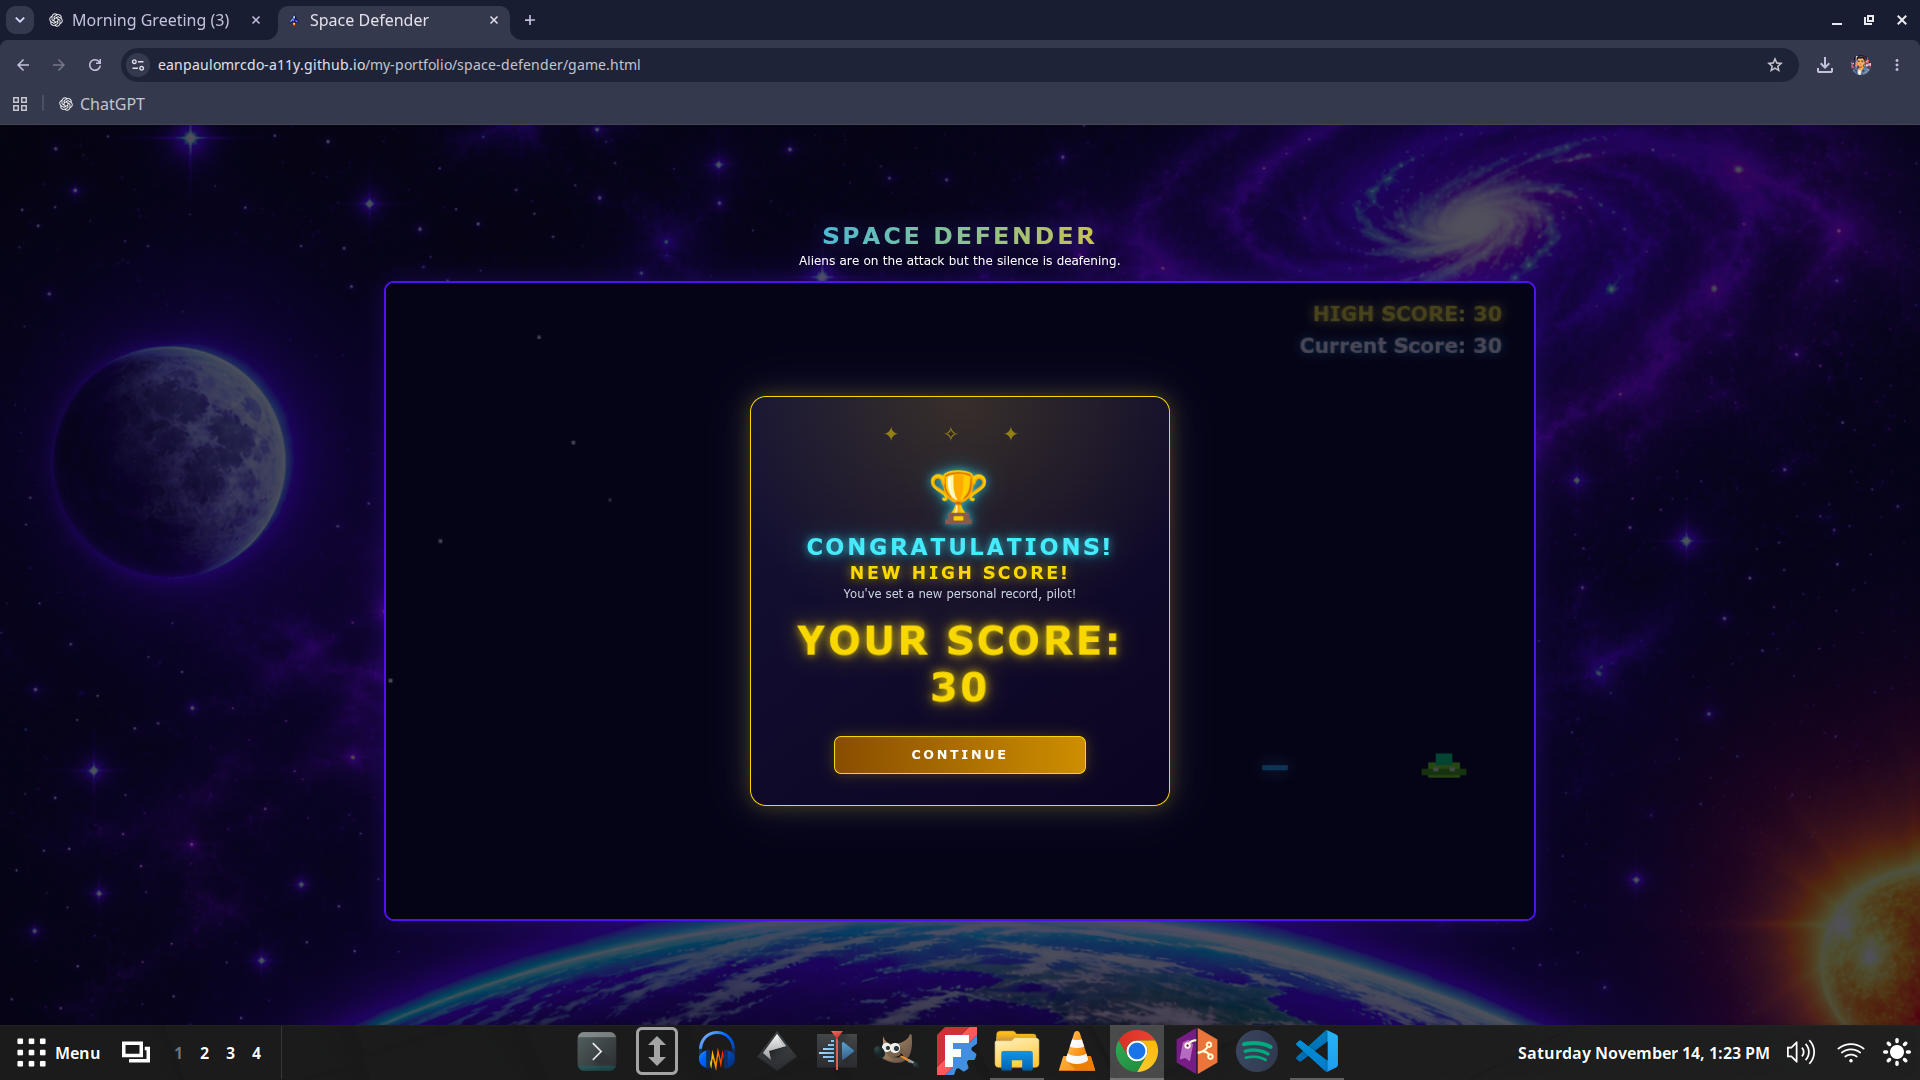 Morning Greeting (3)
Space Defender
eanpaulomrcdo-a11y.github.io/my-portfolio/space-defender/game.html
ChatGPT
SPACE DEFENDER
Aliens are on the attack but the silence is deafening.
HIGH SCORE: 30
Current Score: 30
CONGRATULATIONS!
NEW HIGH SCORE!
You've set a new personal record, pilot!
YOUR SCORE:
30
CONTINUE
Menu
1 2 3 4
Saturday November 14, 1:23 PM